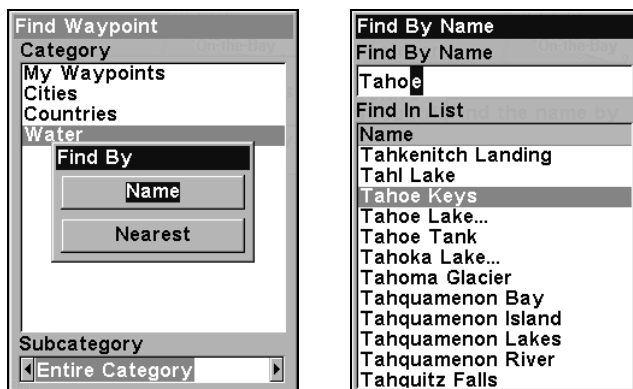 Find Waypoint
Category
My Waypoints
Cities
Countries
Water
Find By
Name
Nearest
Subcategory
Entire Category
Find By Name
Find By Name
Tahoe
Find In List
Name
Tahkenitch Landing
Tahl Lake
Tahoe Keys
Tahoe Lake...
Tahoe Tank
Tahoka Lake...
Tahoma Glacier
Tahquamenon Bay
Tahquamenon Island
Tahquamenon Lakes
Tahquamenon River
Tahquitz Falls